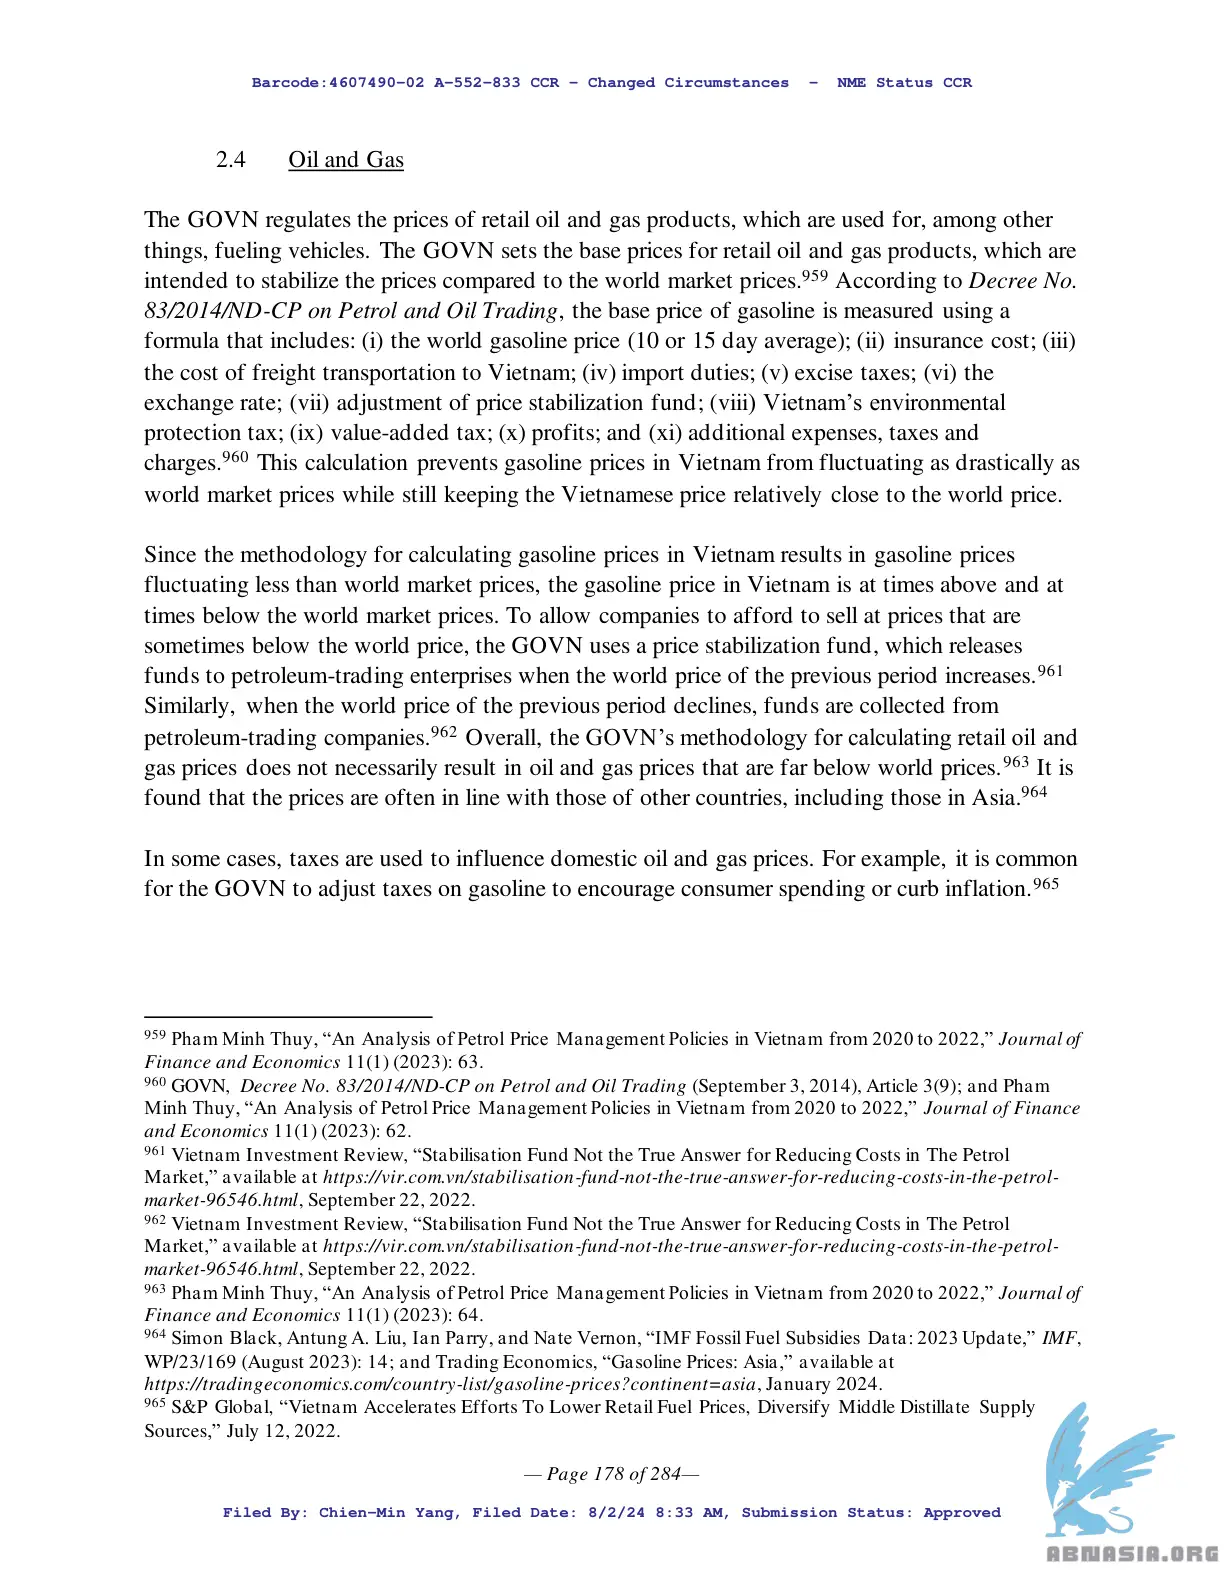 Barcode:4607490-02 A-552-833 CCR - Changed Circumstances - NME Status CCR
2.4 Oil and Gas
The GOVN regulates the prices of retail oil and gas products, which are used for, among other
things, fueling vehicles. The GOVN sets the base prices for retail oil and gas products, which are
intended to stabilize the prices compared to the world market prices.959 According to Decree No.
83/2014/ND-CP on Petrol and Oil Trading, the base price of gasoline is measured using a
formula that includes: (i) the world gasoline price (10 or 15 day average); (ii) insurance cost; (iii)
the cost of freight transportation to Vietnam; (iv) import duties; (v) excise taxes; (vi) the
exchange rate; (vii) adjustment of price stabilization fund; (viii) Vietnam's environmental
protection tax; (ix) value-added tax; (x) profits; and (xi) additional expenses, taxes and
charges.960 This calculation prevents gasoline prices in Vietnam from fluctuating as drastically as
world market prices while still keeping the Vietnamese price relatively close to the world price.
Since the methodology for calculating gasoline prices in Vietnam results in gasoline prices
fluctuating less than world market prices, the gasoline price in Vietnam is at times above and at
times below the world market prices. To allow companies to afford to sell at prices that are
sometimes below the world price, the GOVN uses a price stabilization fund, which releases
funds to petroleum-trading enterprises when the world price of the previous period increases.961
Similarly, when the world price of the previous period declines, funds are collected from
petroleum-trading companies.962 Overall, the GOVN's methodology for calculating retail oil and
gas prices does not necessarily result in oil and gas prices that are far below world prices.963 It is
found that the prices are often in line with those of other countries, including those in Asia.964
In some cases, taxes are used to influence domestic oil and gas prices. For example, it is common
for the GOVN to adjust taxes on gasoline to encourage consumer spending or curb inflation.965
959 Pham Minh Thuy, “An Analysis of Petrol Price Management Policies in Vietnam from 2020 to 2022,” Journal of
Finance and Economics 11(1) (2023): 63.
960 GOVN, Decree No. 83/2014/ND-CP on Petrol and Oil Trading (September 3, 2014), Article 3(9); and Pham
Minh Thuy, “An Analysis of Petrol Price Management Policies in Vietnam from 2020 to 2022,” Journal of Finance
and Economics 11(1) (2023): 62.
961 Vietnam Investment Review, “Stabilisation Fund Not the True Answer for Reducing Costs in The Petrol
Market,” available at https://vir.com.vn/stabilisation-fund-not-the-true-answer-for-reducing-costs-in-the-petrol-
market-96546.html, September 22, 2022.
962 Vietnam Investment Review, “Stabilisation Fund Not the True Answer for Reducing Costs in The Petrol
Market,” available at https://vir.com.vn/stabilisation-fund-not-the-true-answer-for-reducing-costs-in-the-petrol-
market-96546.html, September 22, 2022.
963 Pham Minh Thuy, “An Analysis of Petrol Price Management Policies in Vietnam from 2020 to 2022,” Journal of
Finance and Economics 11(1) (2023): 64.
964 Simon Black, Antung A. Liu, Ian Parry, and Nate Vernon, “IMF Fossil Fuel Subsidies Data: 2023 Update,” IMF,
WP/23/169 (August 2023): 14; and Trading Economics, “Gasoline Prices: Asia,” available at
https://tradingeconomics.com/country-list/gasoline-prices?continent=asia, January 2024.
965 S&P Global, “Vietnam Accelerates Efforts To Lower Retail Fuel Prices, Diversify Middle Distillate Supply
Sources,” July 12, 2022.
— Page 178 of 284—
Filed By: Chien-Min Yang, Filed Date: 8/2/24 8:33 AM, Submission Status: Approved
ABNASIA.ORG